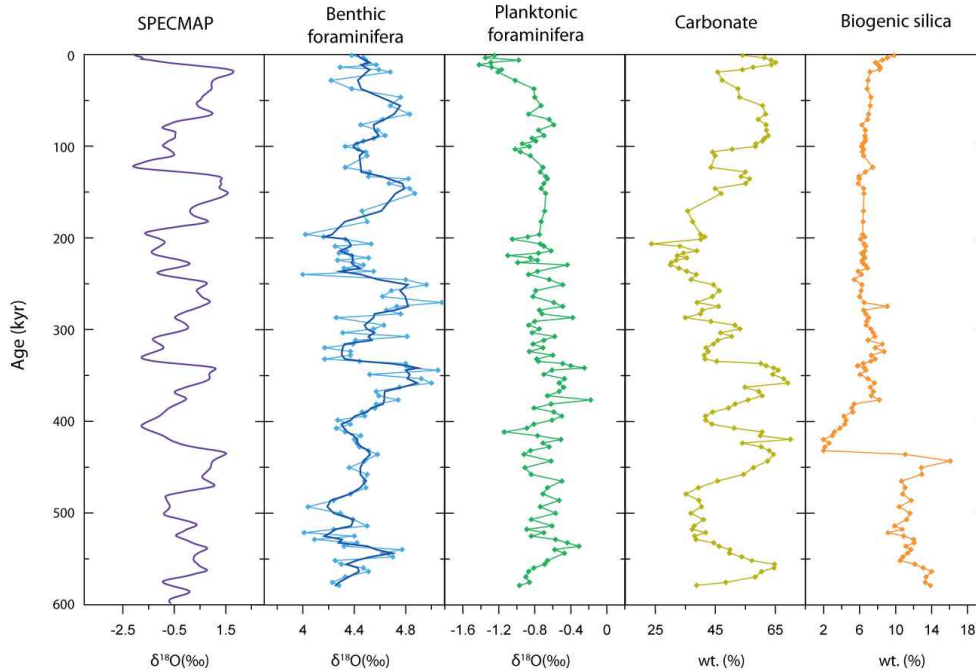 SPECMAP
Benthic
foraminifera
Planktonic
foraminifera
Carbonate
Biogenic silica
Age (kyr)
0
100
200
300
400
500
600
-2.5 -0.5 1.5
4 4.4 4.8
-1.6 -1.2 -0.8 -0.4 0
25 45 65
2 6 10 14 18
δ¹⁸O(‰)
δ¹⁸O(‰)
δ¹⁸O(‰)
wt. (%)
wt. (%)